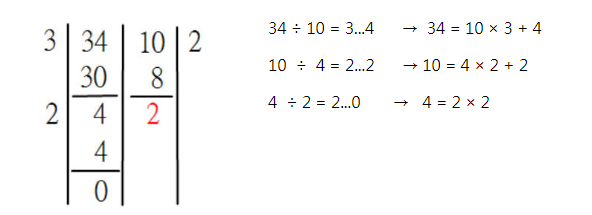 3 34 10 2
30 8
2 4 2
4
0
34 ÷ 10 = 3...4 → 34 = 10 × 3 + 4
10 ÷ 4 = 2...2 → 10 = 4 × 2 + 2
4 ÷ 2 = 2...0 → 4 = 2 × 2